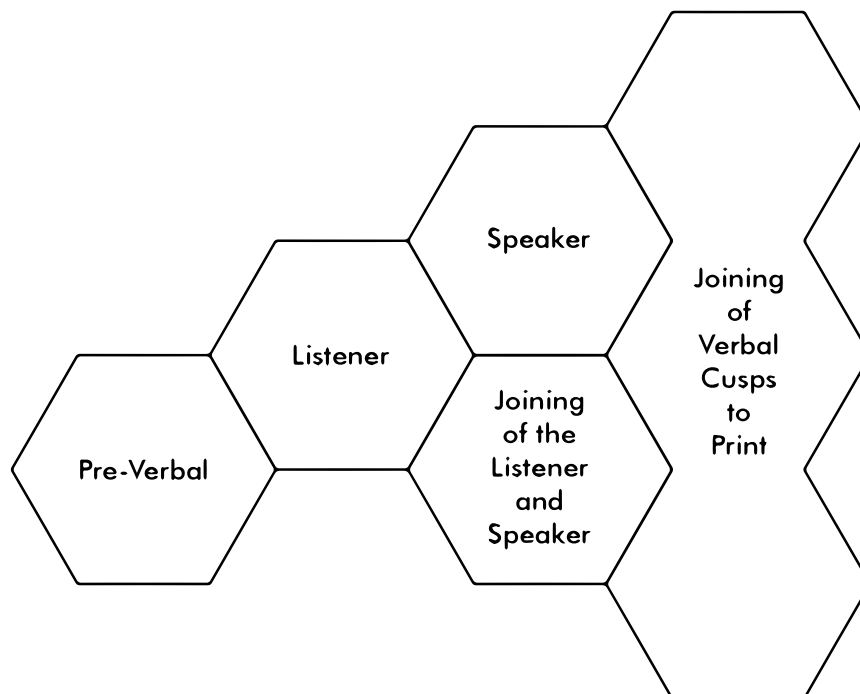 Pre-Verbal
Listener
Speaker
Joining
of the
Listener
and
Speaker
Joining
of
Verbal
Cusps
to
Print